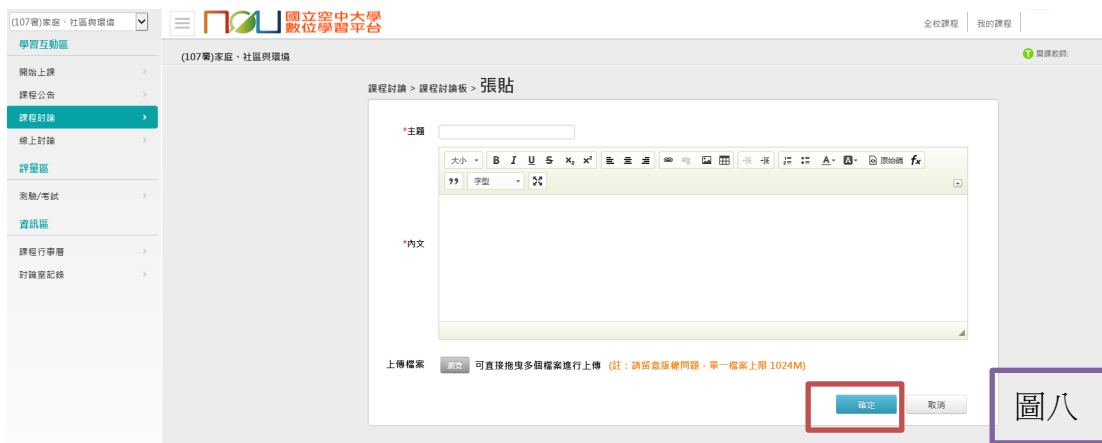 (107暑)家庭、社區與環境
學習互動區
開始上課
課程公告
課程討論
線上討論
評量區
測驗/考試
資訊區
課程行事曆
討論室記錄
nou 國立空中大學
數位學習平台
全校課程 我的課程
(107暑)家庭、社區與環境
T 開課教師:
課程討論 > 課程討論板 > 張貼
*主題
大小 B I U S x₂ x² A A 原始碼 fx
字型
*內文
上傳檔案 瀏覽 可直接拖曳多個檔案進行上傳 (註:請留意版權問題,單一檔案上限 1024M)
確定 取消
圖八